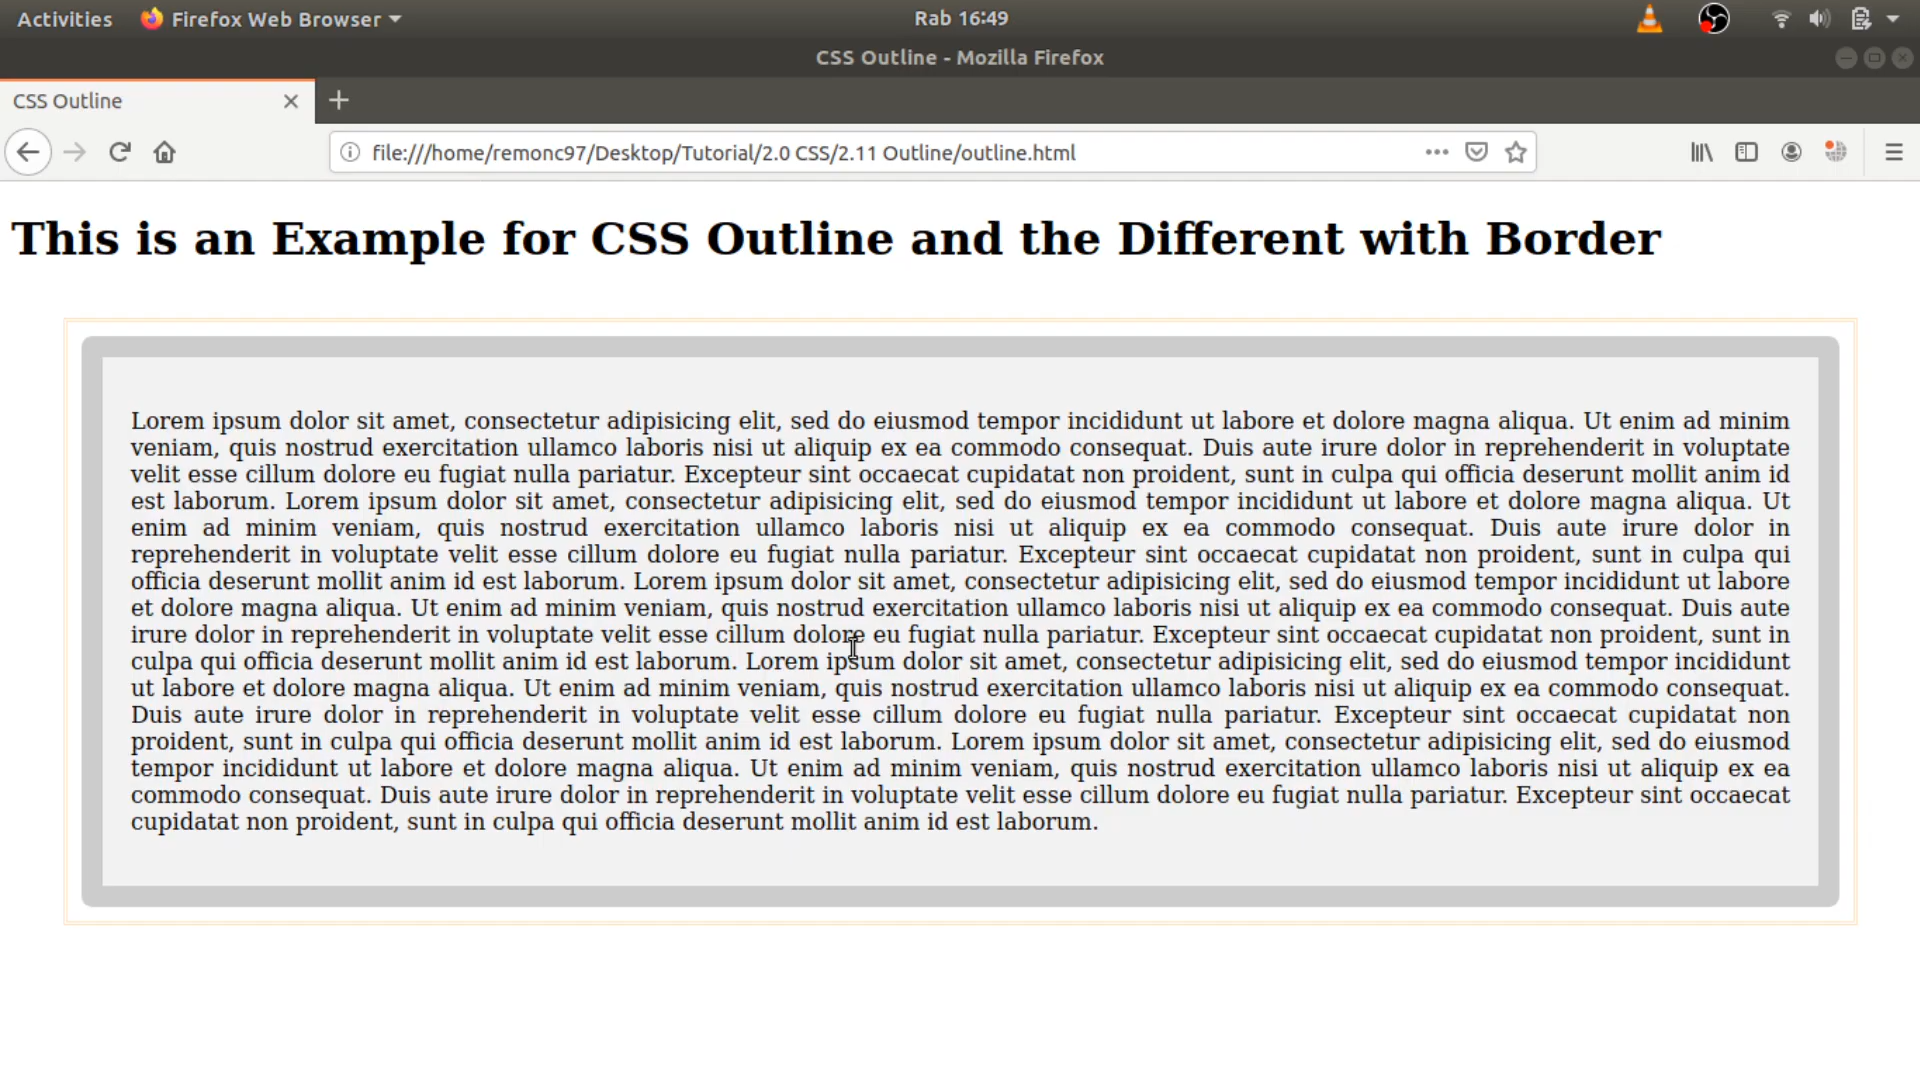 Activities
Firefox Web Browser
Rab 16:49
CSS Outline - Mozilla Firefox
CSS Outline
file:///home/remonc97/Desktop/Tutorial/2.0 CSS/2.11 Outline/outline.html
This is an Example for CSS Outline and the Different with Border
Lorem ipsum dolor sit amet, consectetur adipisicing elit, sed do eiusmod tempor incididunt ut labore et dolore magna aliqua. Ut enim ad minim
veniam, quis nostrud exercitation ullamco laboris nisi ut aliquip ex ea commodo consequat. Duis aute irure dolor in reprehenderit in voluptate
velit esse cillum dolore eu fugiat nulla pariatur. Excepteur sint occaecat cupidatat non proident, sunt in culpa qui officia deserunt mollit anim id
est laborum. Lorem ipsum dolor sit amet, consectetur adipisicing elit, sed do eiusmod tempor incididunt ut labore et dolore magna aliqua. Ut
enim ad minim veniam, quis nostrud exercitation ullamco laboris nisi ut aliquip ex ea commodo consequat. Duis aute irure dolor in
reprehenderit in voluptate velit esse cillum dolore eu fugiat nulla pariatur. Excepteur sint occaecat cupidatat non proident, sunt in culpa qui
officia deserunt mollit anim id est laborum. Lorem ipsum dolor sit amet, consectetur adipisicing elit, sed do eiusmod tempor incididunt ut labore
et dolore magna aliqua. Ut enim ad minim veniam, quis nostrud exercitation ullamco laboris nisi ut aliquip ex ea commodo consequat. Duis aute
irure dolor in reprehenderit in voluptate velit esse cillum dolore eu fugiat nulla pariatur. Excepteur sint occaecat cupidatat non proident, sunt in
culpa qui officia deserunt mollit anim id est laborum. Lorem ipsum dolor sit amet, consectetur adipisicing elit, sed do eiusmod tempor incididunt
ut labore et dolore magna aliqua. Ut enim ad minim veniam, quis nostrud exercitation ullamco laboris nisi ut aliquip ex ea commodo consequat.
Duis aute irure dolor in reprehenderit in voluptate velit esse cillum dolore eu fugiat nulla pariatur. Excepteur sint occaecat cupidatat non
proident, sunt in culpa qui officia deserunt mollit anim id est laborum. Lorem ipsum dolor sit amet, consectetur adipisicing elit, sed do eiusmod
tempor incididunt ut labore et dolore magna aliqua. Ut enim ad minim veniam, quis nostrud exercitation ullamco laboris nisi ut aliquip ex ea
commodo consequat. Duis aute irure dolor in reprehenderit in voluptate velit esse cillum dolore eu fugiat nulla pariatur. Excepteur sint occaecat
cupidatat non proident, sunt in culpa qui officia deserunt mollit anim id est laborum.